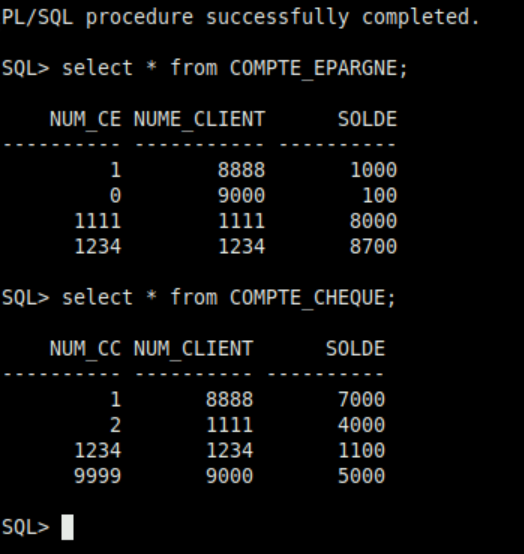 PL/SQL procedure successfully completed.
SQL> select * from COMPTE_EPARGNE;
NUM_CE NUME_CLIENT SOLDE
---------- ----------- ----------
1 8888 1000
0 9000 100
1111 1111 8000
1234 1234 8700
SQL> select * from COMPTE_CHEQUE;
NUM_CC NUM_CLIENT SOLDE
---------- ---------- ----------
1 8888 7000
2 1111 4000
1234 1234 1100
9999 9000 5000
SQL>